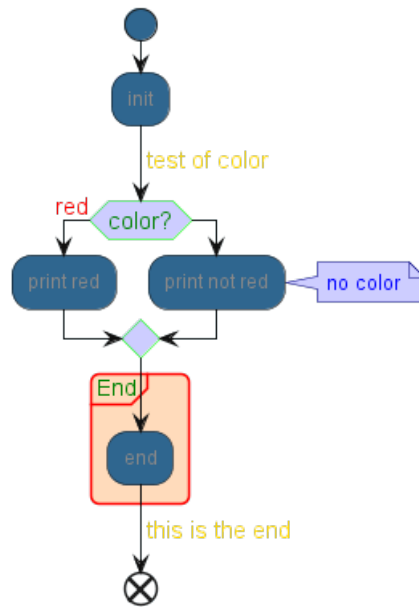 init
test of color
red
color?
print red
print not red
no color
End
end
this is the end